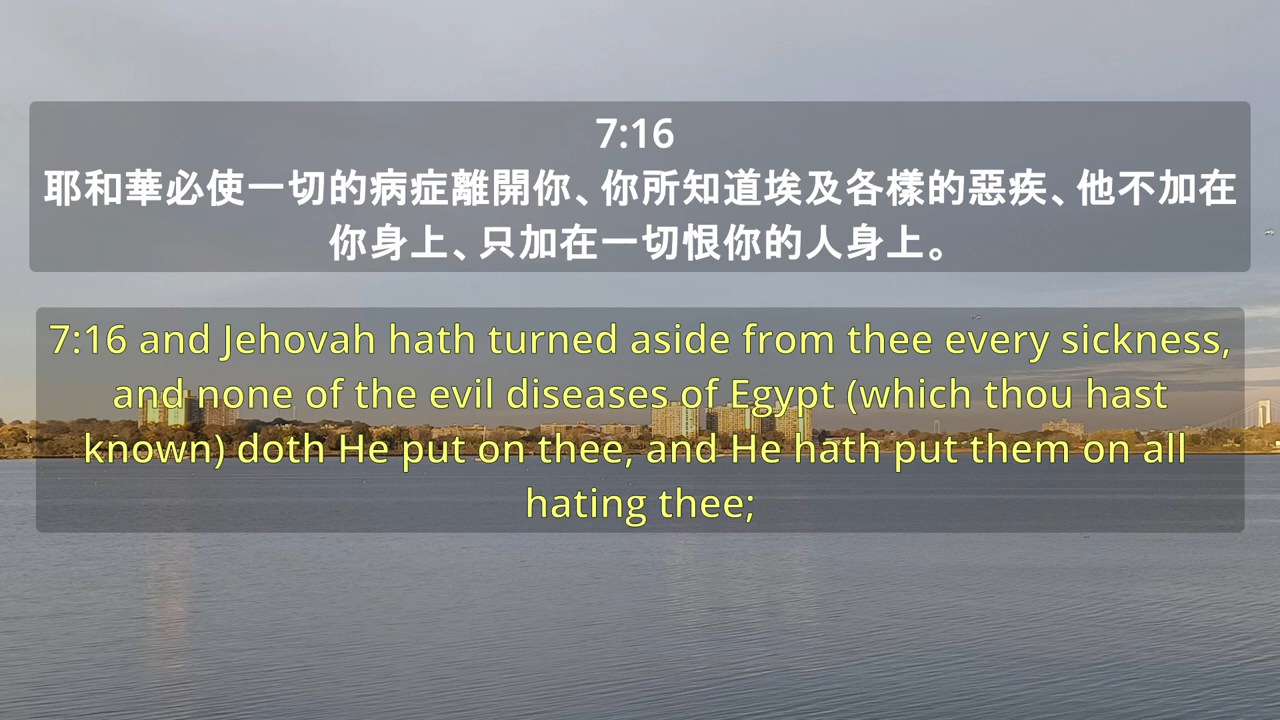 7:16
耶和華必使一切的病症離開你、你所知道埃及各樣的惡疾、他不加在
你身上、只加在一切恨你的人身上。
7:16 and Jehovah hath turned aside from thee every sickness,
and none of the evil diseases of Egypt (which thou hast
known) doth He put on thee, and He hath put them on all
hating thee;